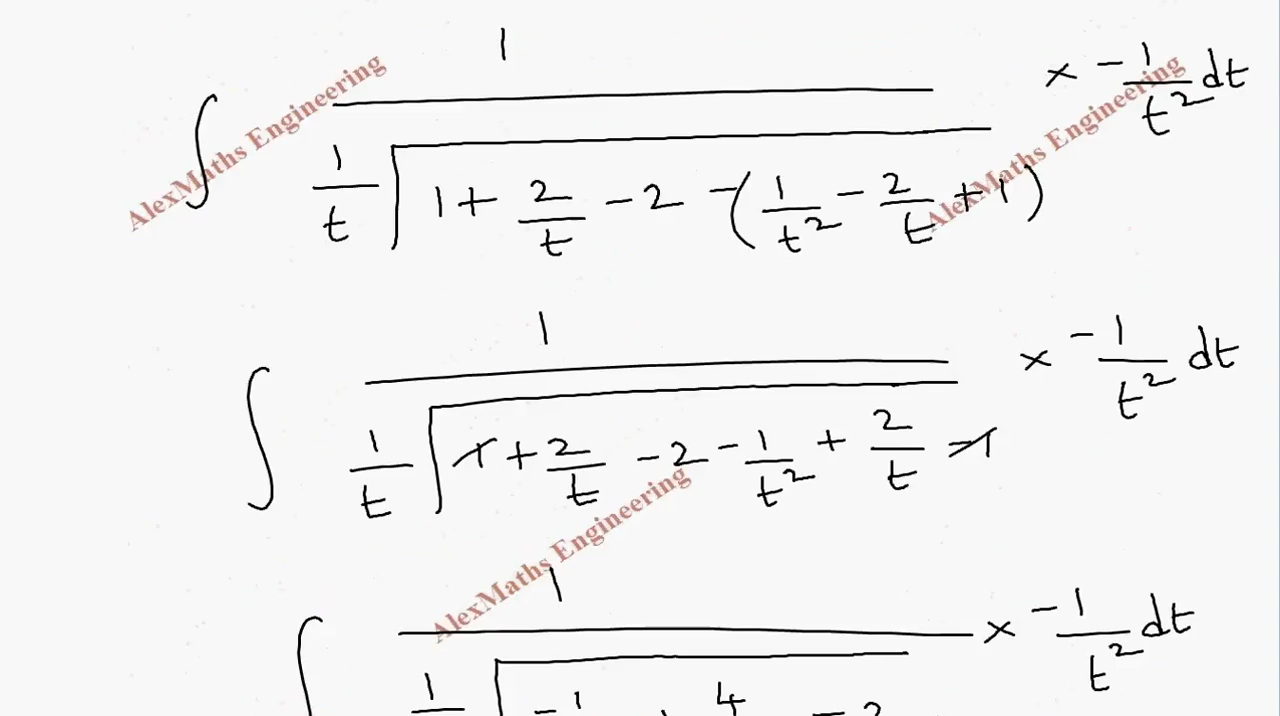 ∫ 1 / (1/t √(1 + 2/t - 2 - (1/t² - 2/t + 1))) × -1/t² dt
∫ 1 / (1/t √(1 + 2/t - 2 - 1/t² + 2/t - 1)) × -1/t² dt
∫ 1 / (1/ √(-1 4 - 2 × -1/t² dt
AlexMaths Engineering
AlexMaths Engineering
AlexMaths Engineering